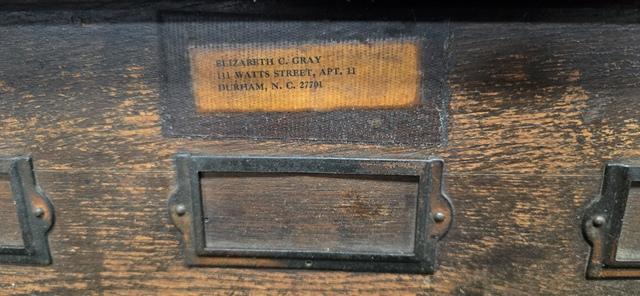 ELIZABETH C. GRAY
111 WATTS STREET, APT. 11
DURHAM, N. C. 27701